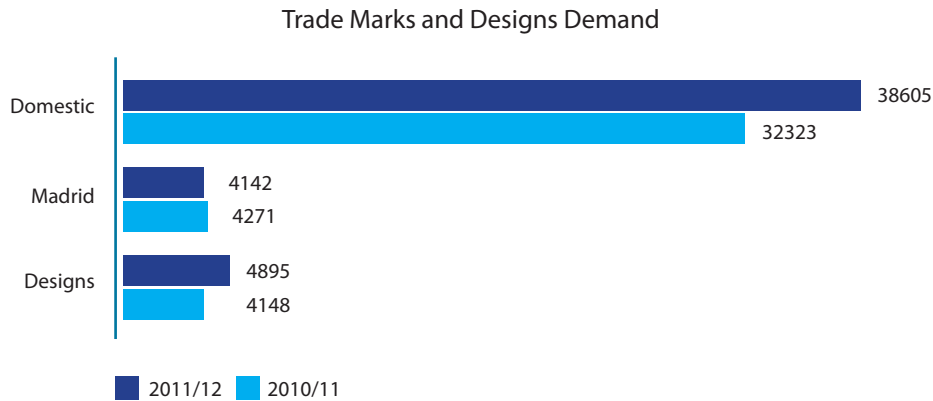 Trade Marks and Designs Demand
Domestic
38605
32323
Madrid
4142
4271
Designs
4895
4148
2011/12 2010/11